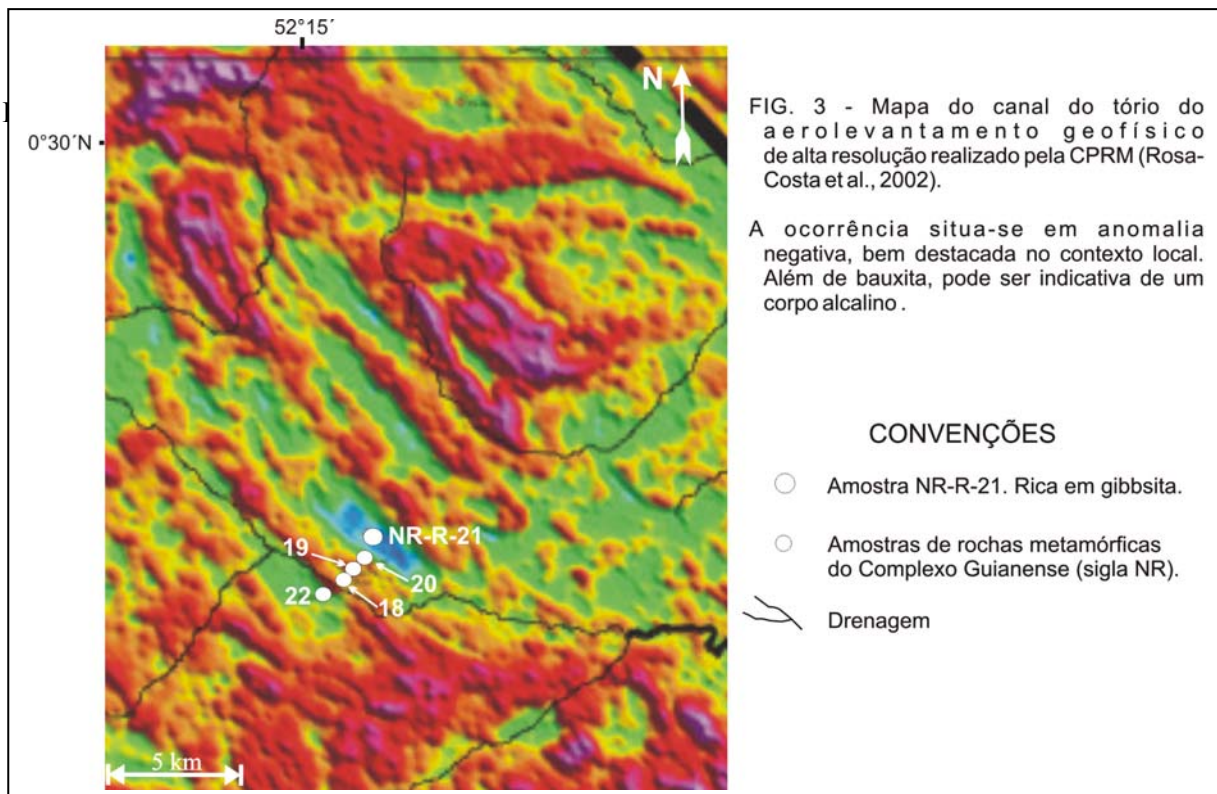 52°15´
0°30´N
N
NR-R-21
19
20
18
22
5 km
FIG. 3 - Mapa do canal do tório do
aerolevantamento geofísico
de alta resolução realizado pela CPRM (Rosa-
Costa et al., 2002).
A ocorrência situa-se em anomalia
negativa, bem destacada no contexto local.
Além de bauxita, pode ser indicativa de um
corpo alcalino .
CONVENÇÕES
Amostra NR-R-21. Rica em gibbsita.
Amostras de rochas metamórficas
do Complexo Guianense (sigla NR).
Drenagem